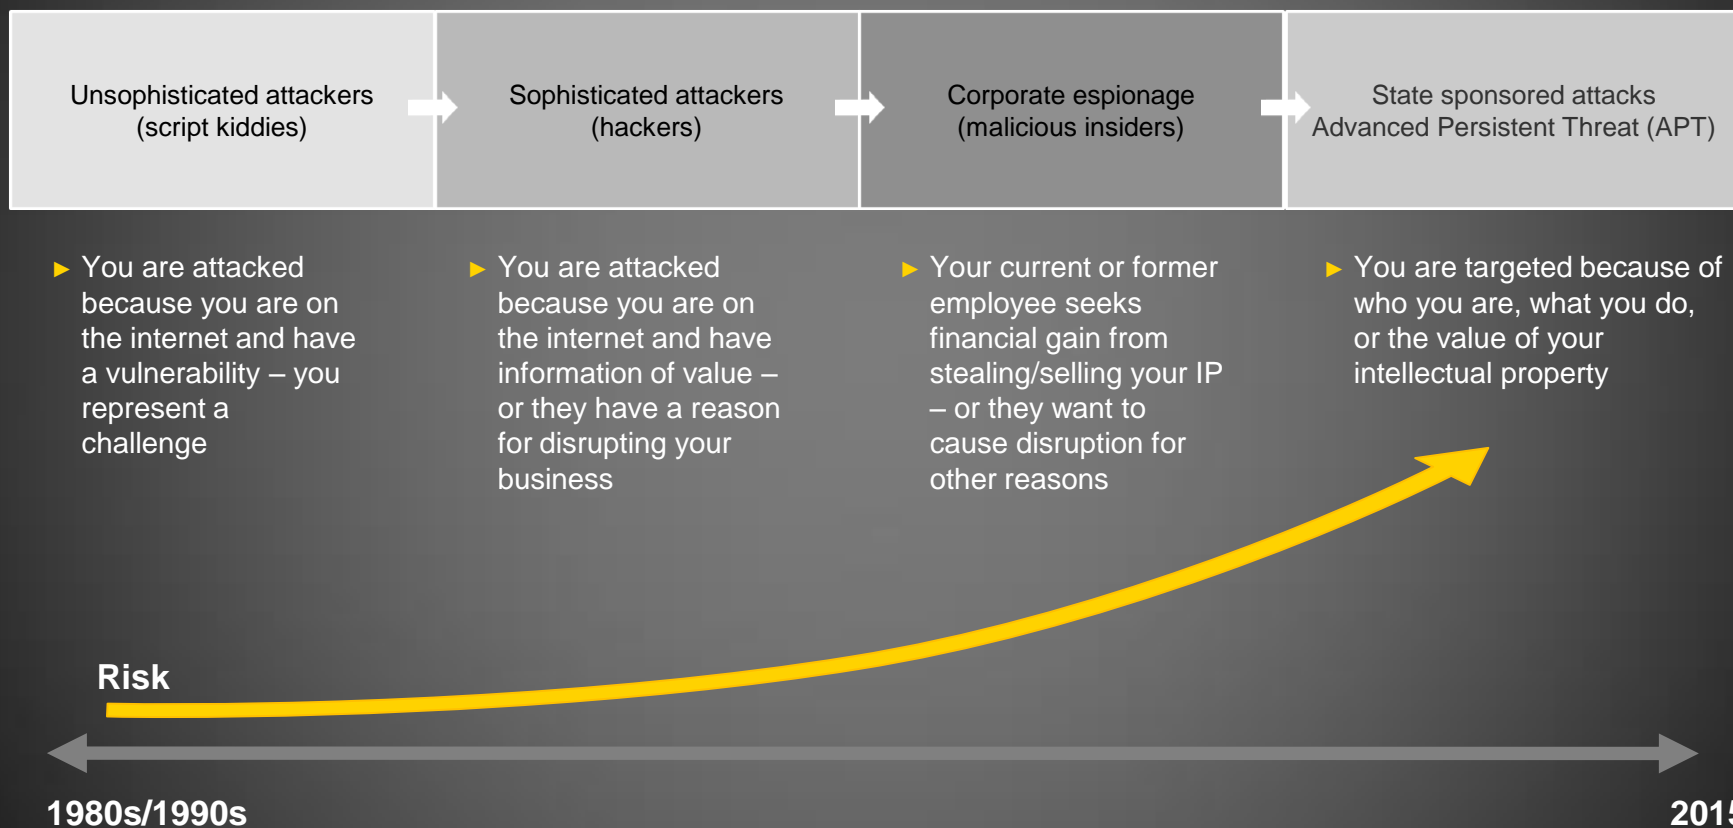 Unsophisticated attackers
(script kiddies)
Sophisticated attackers
(hackers)
Corporate espionage
(malicious insiders)
State sponsored attacks
Advanced Persistent Threat (APT)
► You are attacked
because you are on
the internet and have
a vulnerability – you
represent a
challenge
► You are attacked
because you are on
the internet and have
information of value –
or they have a reason
for disrupting your
business
► Your current or former
employee seeks
financial gain from
stealing/selling your IP
– or they want to
cause disruption for
other reasons
► You are targeted because of
who you are, what you do,
or the value of your
intellectual property
Risk
1980s/1990s
2015